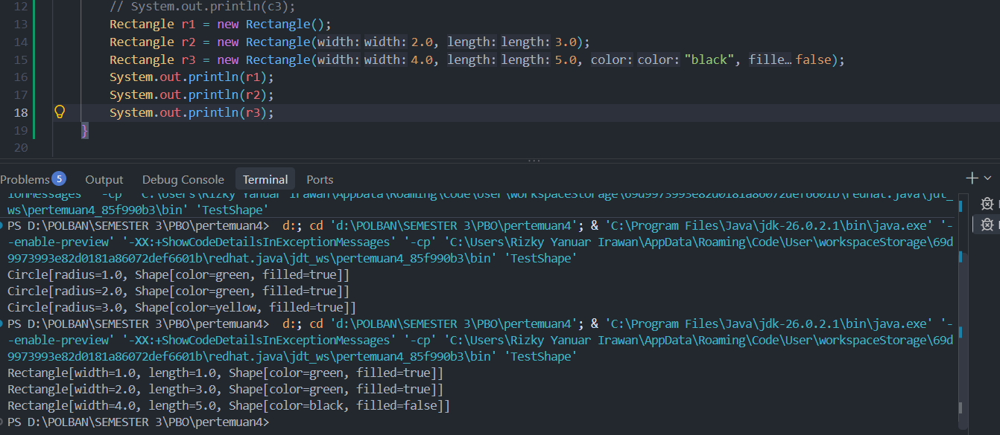 12 // System.out.println(c3);
13 Rectangle r1 = new Rectangle();
14 Rectangle r2 = new Rectangle(width: width: 2.0, length: length: 3.0);
15 Rectangle r3 = new Rectangle(width: width: 4.0, length: length: 5.0, color: color: "black", fille… false);
16 System.out.println(r1);
17 System.out.println(r2);
18 System.out.println(r3);
19 }
20
Problems 5 Output Debug Console Terminal Ports
ionMessages' '-cp' 'C:\Users\Rizky Yanuar Irawan\AppData\Roaming\Code\User\workspaceStorage\69d9973993e82d0181a86072def6601b\redhat.java\jdt_
ws\pertemuan4_85f990b3\bin' 'TestShape'
PS D:\POLBAN\SEMESTER 3\PBO\pertemuan4> d:; cd 'd:\POLBAN\SEMESTER 3\PBO\pertemuan4'; & 'C:\Program Files\Java\jdk-26.0.2.1\bin\java.exe' '-
-enable-preview' '-XX:+ShowCodeDetailsInExceptionMessages' '-cp' 'C:\Users\Rizky Yanuar Irawan\AppData\Roaming\Code\User\workspaceStorage\69d
9973993e82d0181a86072def6601b\redhat.java\jdt_ws\pertemuan4_85f990b3\bin' 'TestShape'
Circle[radius=1.0, Shape[color=green, filled=true]]
Circle[radius=2.0, Shape[color=green, filled=true]]
Circle[radius=3.0, Shape[color=yellow, filled=true]]
PS D:\POLBAN\SEMESTER 3\PBO\pertemuan4> d:; cd 'd:\POLBAN\SEMESTER 3\PBO\pertemuan4'; & 'C:\Program Files\Java\jdk-26.0.2.1\bin\java.exe' '-
-enable-preview' '-XX:+ShowCodeDetailsInExceptionMessages' '-cp' 'C:\Users\Rizky Yanuar Irawan\AppData\Roaming\Code\User\workspaceStorage\69d
9973993e82d0181a86072def6601b\redhat.java\jdt_ws\pertemuan4_85f990b3\bin' 'TestShape'
Rectangle[width=1.0, length=1.0, Shape[color=green, filled=true]]
Rectangle[width=2.0, length=3.0, Shape[color=green, filled=true]]
Rectangle[width=4.0, length=5.0, Shape[color=black, filled=false]]
PS D:\POLBAN\SEMESTER 3\PBO\pertemuan4>